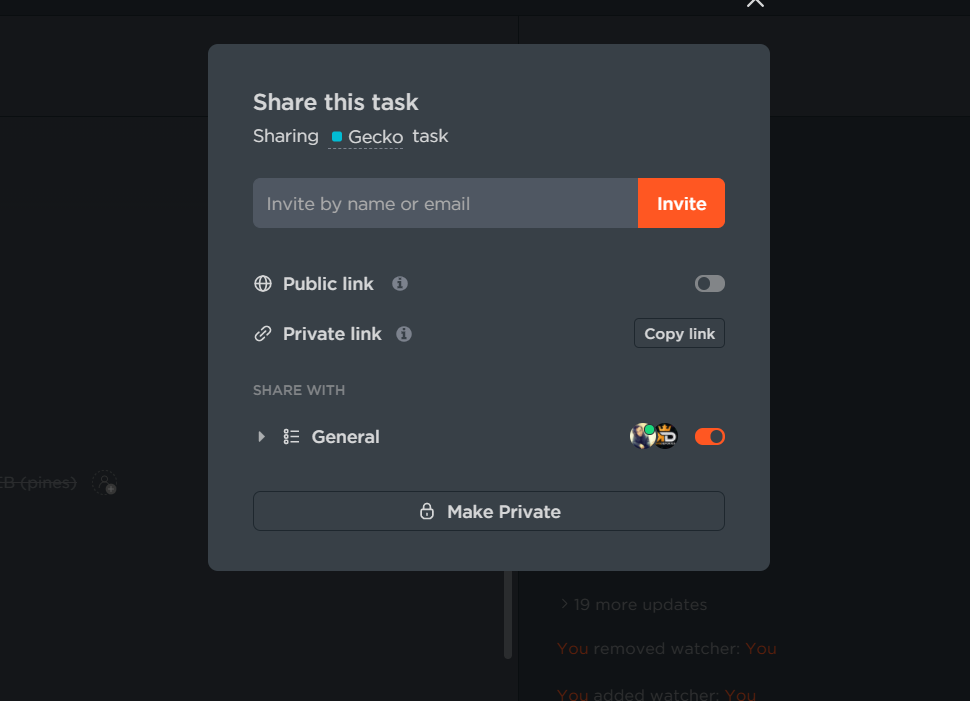 Share this task
Sharing Gecko task
Invite by name or email
Invite
Public link
Private link
Copy link
SHARE WITH
General
Make Private
EB (pines)
19 more updates
You removed watcher: You
You added watcher: You